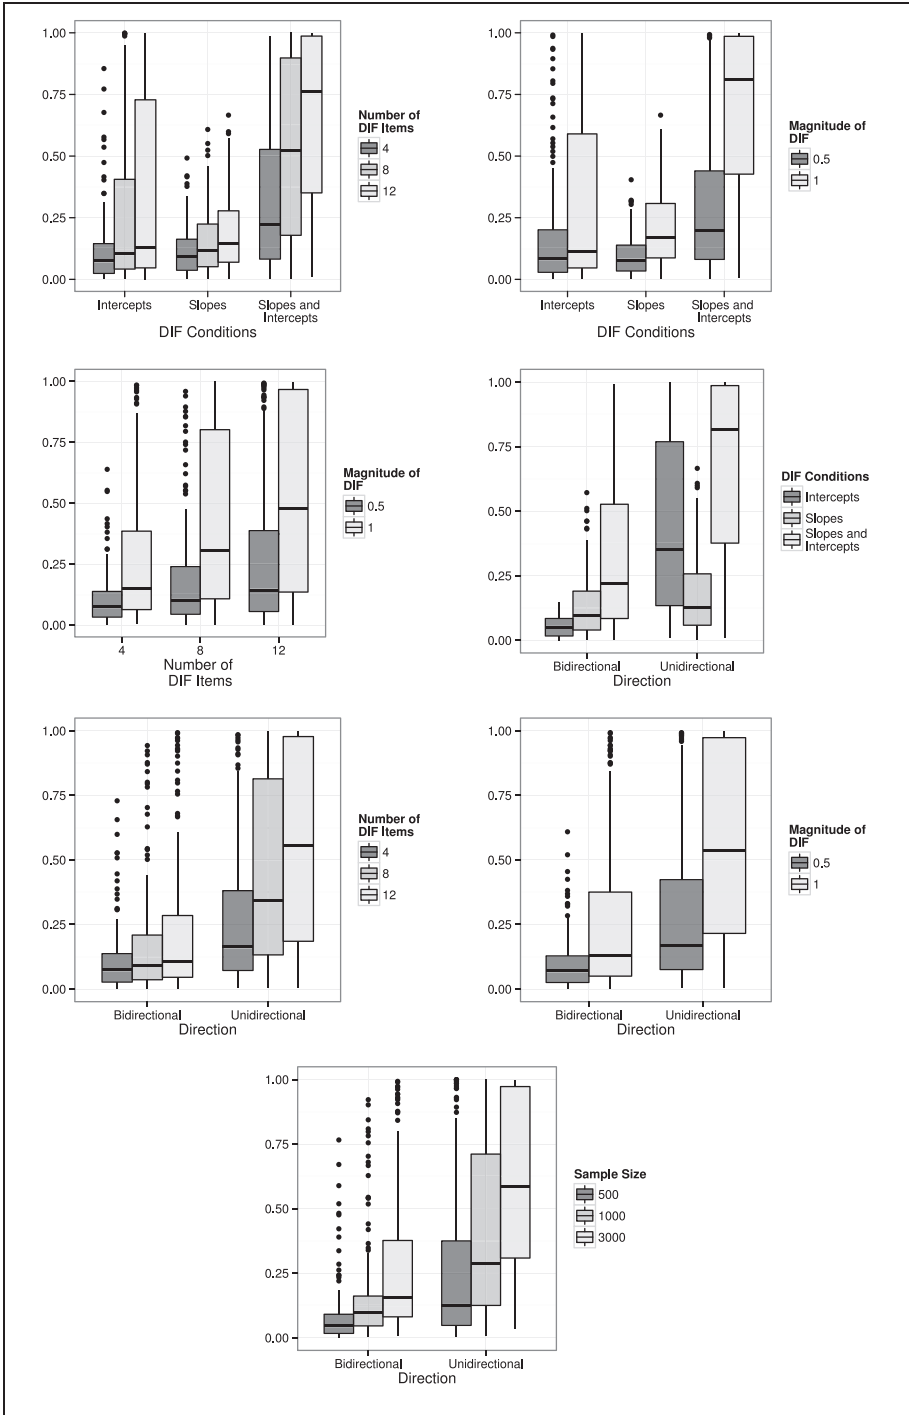 1.00
0.75
0.50
0.25
0.00
Intercepts
Slopes
Slopes and
Intercepts
DIF Conditions
Number of
DIF Items
4
8
12
1.00
0.75
0.50
0.25
0.00
Intercepts
Slopes
Slopes and
Intercepts
DIF Conditions
Magnitude of
DIF
0.5
1
1.00
0.75
0.50
0.25
0.00
4
8
12
Number of
DIF Items
Magnitude of
DIF
0.5
1
1.00
0.75
0.50
0.25
0.00
Bidirectional
Unidirectional
Direction
DIF Conditions
Intercepts
Slopes
Slopes and
Intercepts
1.00
0.75
0.50
0.25
0.00
Bidirectional
Unidirectional
Direction
Number of
DIF Items
4
8
12
1.00
0.75
0.50
0.25
0.00
Bidirectional
Unidirectional
Direction
Magnitude of
DIF
0.5
1
1.00
0.75
0.50
0.25
0.00
Bidirectional
Unidirectional
Direction
Sample Size
500
1000
3000